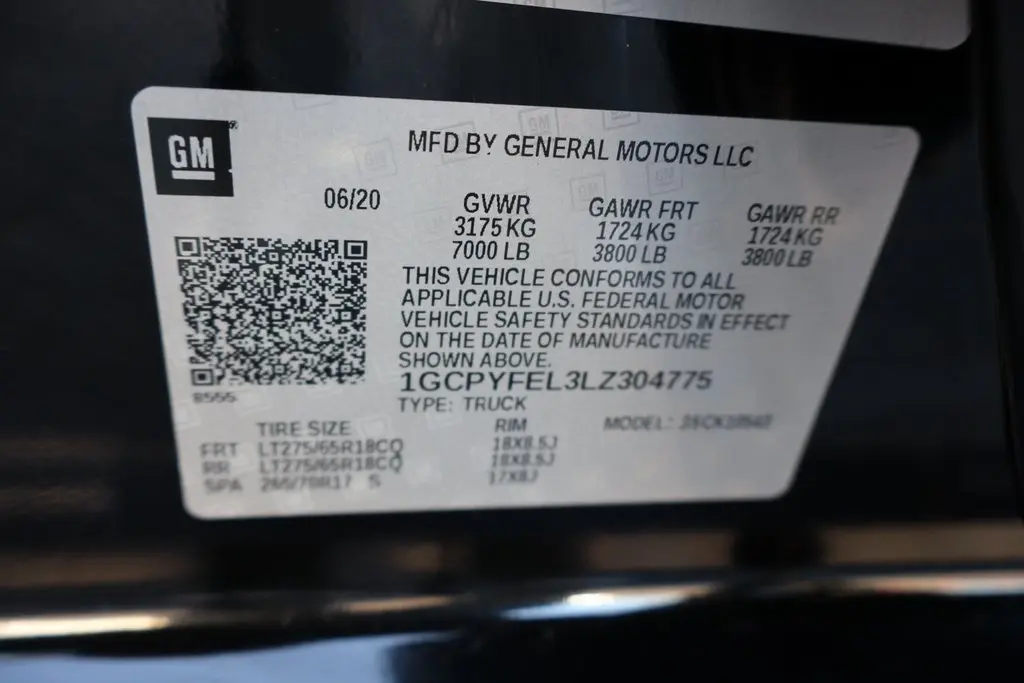 GM
MFD BY GENERAL MOTORS LLC
06/20 GVWR GAWR FRT GAWR RR
3175 KG 1724 KG 1724 KG
7000 LB 3800 LB 3800 LB
THIS VEHICLE CONFORMS TO ALL
APPLICABLE U.S. FEDERAL MOTOR
VEHICLE SAFETY STANDARDS IN EFFECT
ON THE DATE OF MANUFACTURE
SHOWN ABOVE.
1GCPYFEL3LZ304775
8555
TYPE: TRUCK
TIRE SIZE RIM MODEL:
FRT LT275/65R18CQ 18X8.5J
RR LT275/65R18CQ 18X8.5J
SPA 265/70R17 S 17X8J